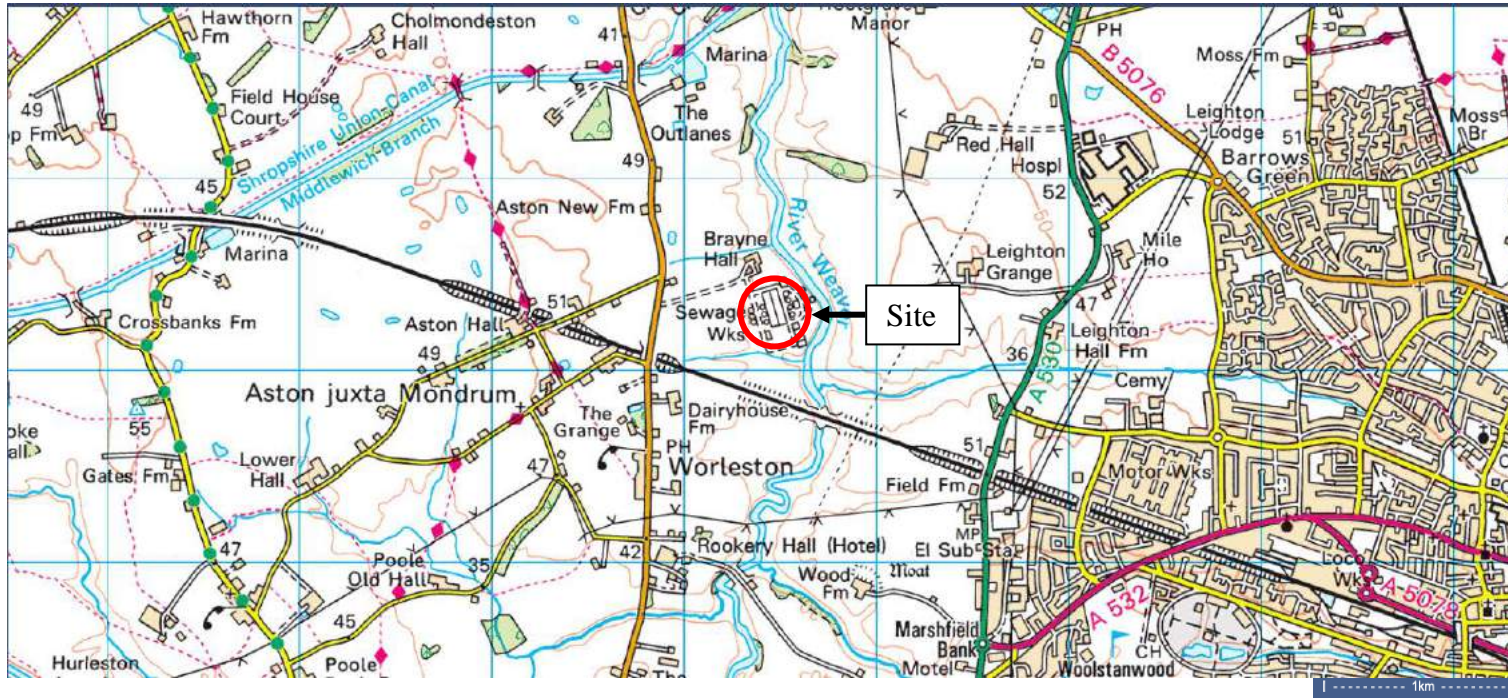 Hawthorn
Fm
Cholmondeston
Hall
41
Marina
Manor
PH
B 5076
Moss Fm
49
Field House
Court
Shropshire Union Canal
Middlewich Branch
The
Outlanes
Red Hall
Hospl
Leighton
Lodge
51
Moss
Br
Barrows
Green
p Fm
45
49
52
50
Aston New Fm
River Weaver
Brayne
Hall
Leighton
Grange
Mile
Ho
Marina
51
Sewag
Wks
Site
47
Crossbanks Fm
Aston Hall
49
36
A 530
Leighton
Hall Fm
Cemy
Aston juxta Mondrum
The
Grange
Dairyhouse
Fm
55
oke
all
PH
Gates Fm
Lower
Hall
47
Worleston
51
Field Fm
Motor Wks
47
42
Rookery Hall (Hotel)
MP
El Sub Sta
Poole
Old Hall
35
Wood
Fm
Moat
Loco
Wks
A 5078
45
A 532
Marshfield
Bank
Motel
CH
Woolstanwood
Hurleston
Poole
The
1km